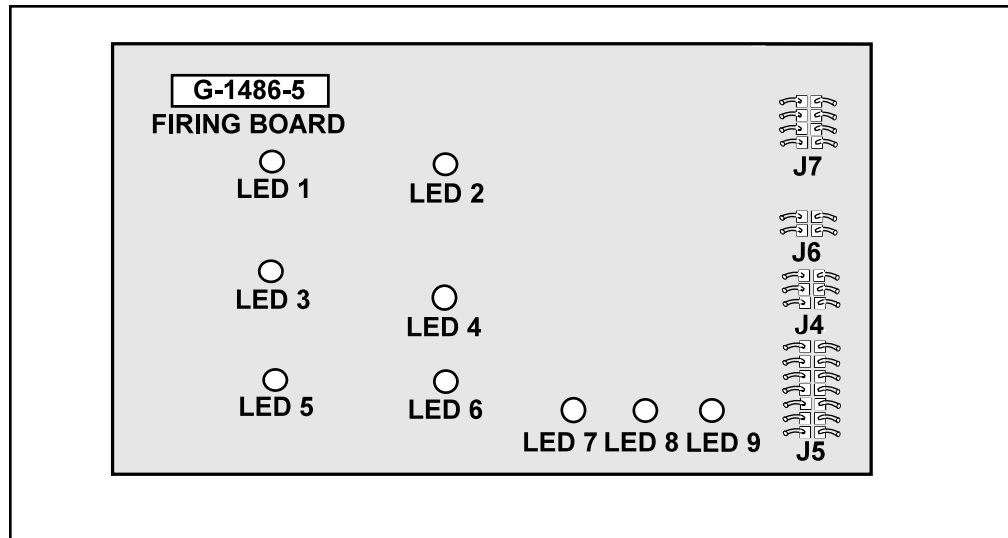 G-1486-5
FIRING BOARD
LED 1
LED 2
J7
J6
LED 3
LED 4
J4
LED 5
LED 6
LED 7
LED 8
LED 9
J5